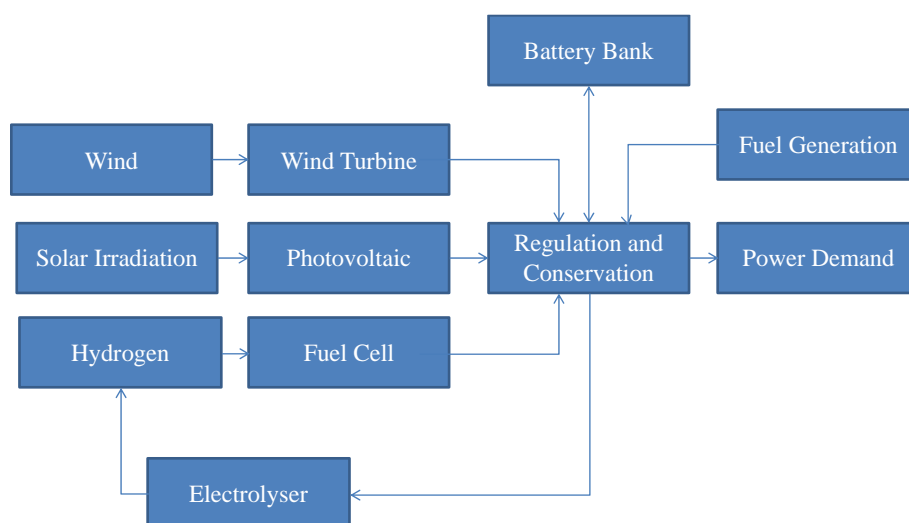 Battery Bank
Wind
Wind Turbine
Fuel Generation
Solar Irradiation
Photovoltaic
Regulation and
Conservation
Power Demand
Hydrogen
Fuel Cell
Electrolyser